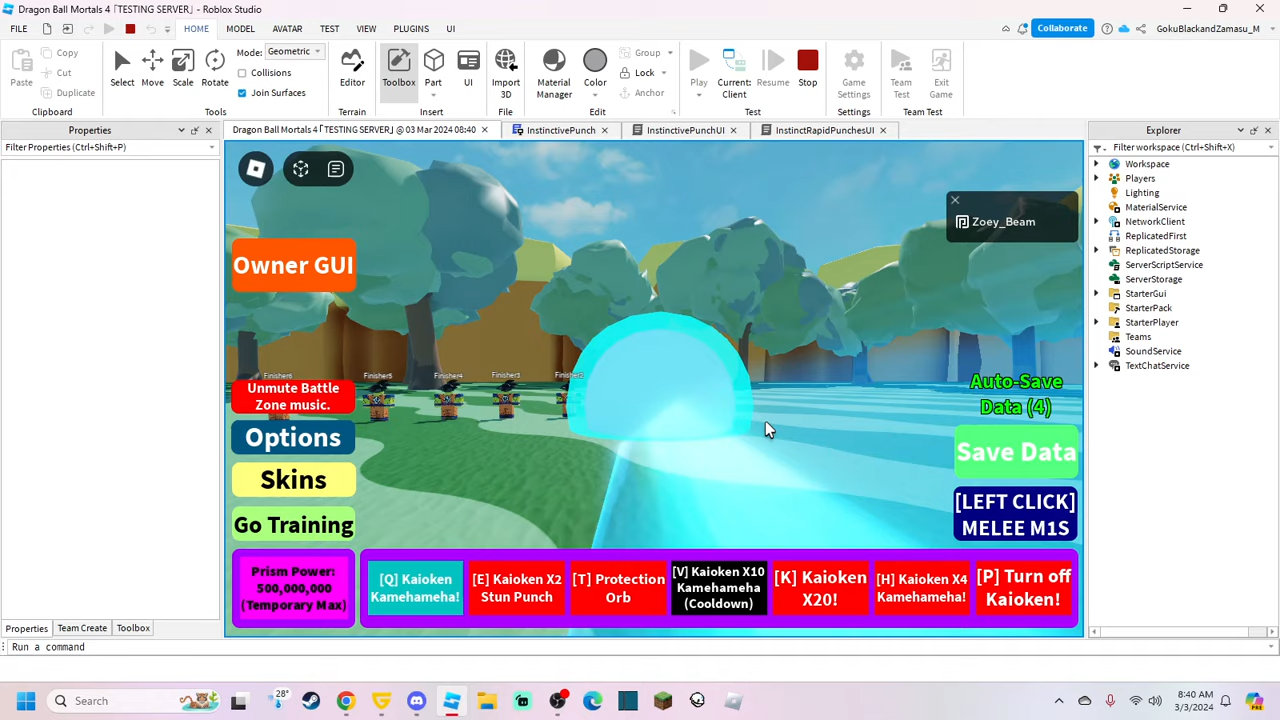 Dragon Ball Mortals 4「TESTING SERVER」 - Roblox Studio
FILE
HOME MODEL AVATAR TEST VIEW PLUGINS UI
Collaborate
GokuBlackandZamasu_M
Paste
Copy
Cut
Duplicate
Clipboard
Select Move Scale Rotate
Mode: Geometric
Collisions
Join Surfaces
Tools
Editor
Terrain
Toolbox Part UI
Insert
Import
3D
File
Material
Manager
Color
Group
Lock
Anchor
Edit
Play
Current:
Client
Resume Stop
Test
Game
Settings
Settings
Team
Test
Exit
Game
Team Test
Properties
Filter Properties (Ctrl+Shift+P)
Dragon Ball Mortals 4「TESTING SERVER」 @ 03 Mar 2024 08:40
InstinctivePunch
InstinctivePunchUI
InstinctRapidPunchesUI
Explorer
Filter workspace (Ctrl+Shift+X)
Workspace
Players
Lighting
MaterialService
NetworkClient
ReplicatedFirst
ReplicatedStorage
ServerScriptService
ServerStorage
StarterGui
StarterPack
StarterPlayer
Teams
SoundService
TextChatService
Zoey_Beam
Owner GUI
Finisher6 Finisher5 Finisher4 Finisher3 Finisher2
Unmute Battle
Zone music.
Options
Skins
Go Training
Auto-Save
Data (4)
Save Data
[LEFT CLICK]
MELEE M1S
Prism Power:
500,000,000
(Temporary Max)
[Q] Kaioken
Kamehameha!
[E] Kaioken X2
Stun Punch
[T] Protection
Orb
[V] Kaioken X10
Kamehameha
(Cooldown)
[K] Kaioken
X20!
[H] Kaioken X4
Kamehameha!
[P] Turn off
Kaioken!
Properties Team Create Toolbox
Run a command
Search
28°
8:40 AM
3/3/2024